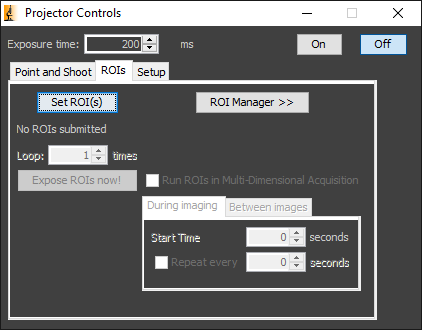 Projector Controls
Exposure time: 200 ms On Off
Point and Shoot ROIs Setup
Set ROI(s) ROI Manager >>
No ROIs submitted
Loop: 1 times
Expose ROIs now! Run ROIs in Multi-Dimensional Acquisition
During imaging Between images
Start Time 0 seconds
Repeat every 0 seconds